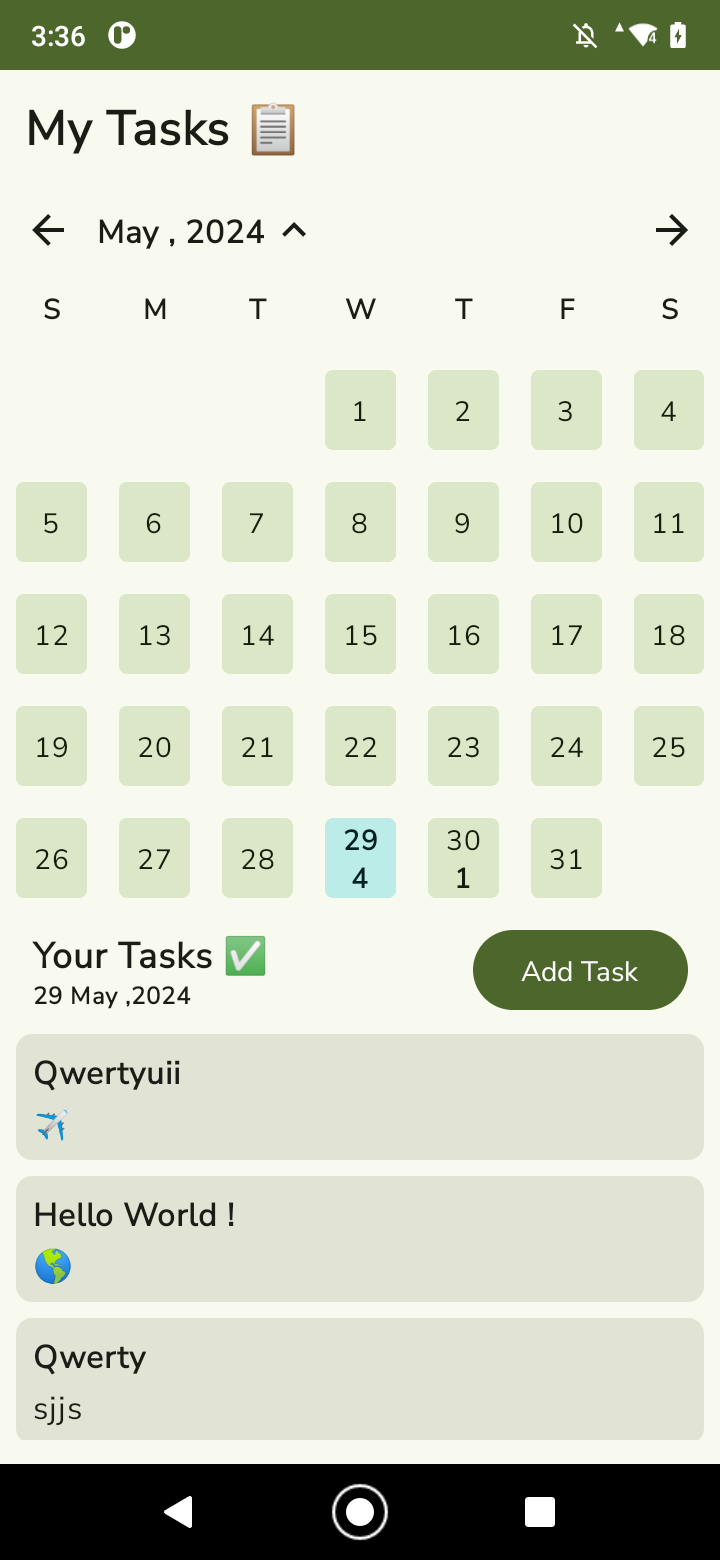 3:36
My Tasks 📋
May , 2024
S M T W T F S
1 2 3 4
5 6 7 8 9 10 11
12 13 14 15 16 17 18
19 20 21 22 23 24 25
26 27 28 29 30 31
4 1
Your Tasks ✅
29 May ,2024
Add Task
Qwertyuii
✈️
Hello World !
🌎
Qwerty
sjjs